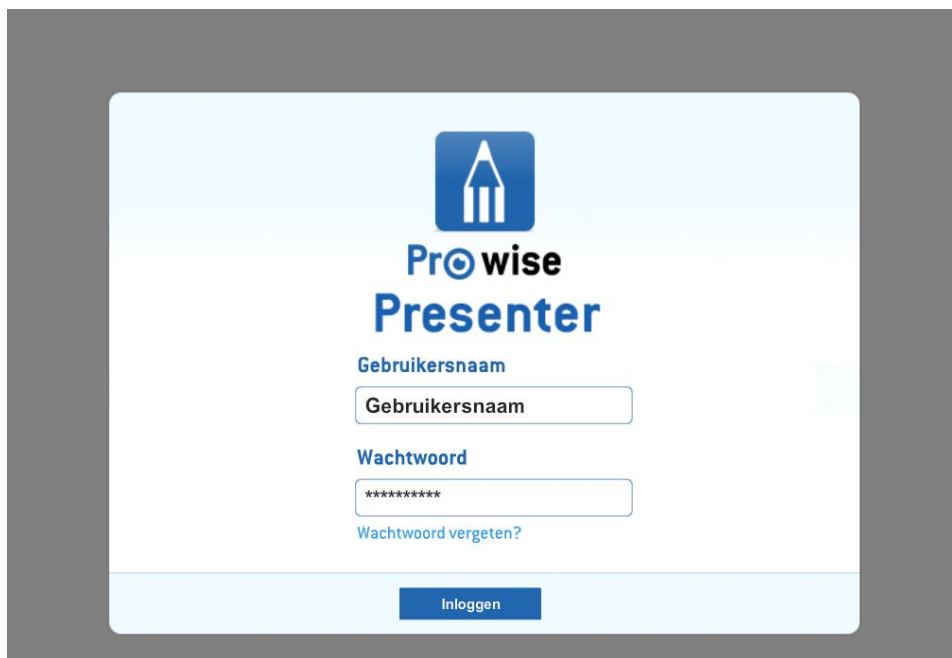 Prowise
Presenter
Gebruikersnaam
Gebruikersnaam
Wachtwoord
**********
Wachtwoord vergeten?
Inloggen